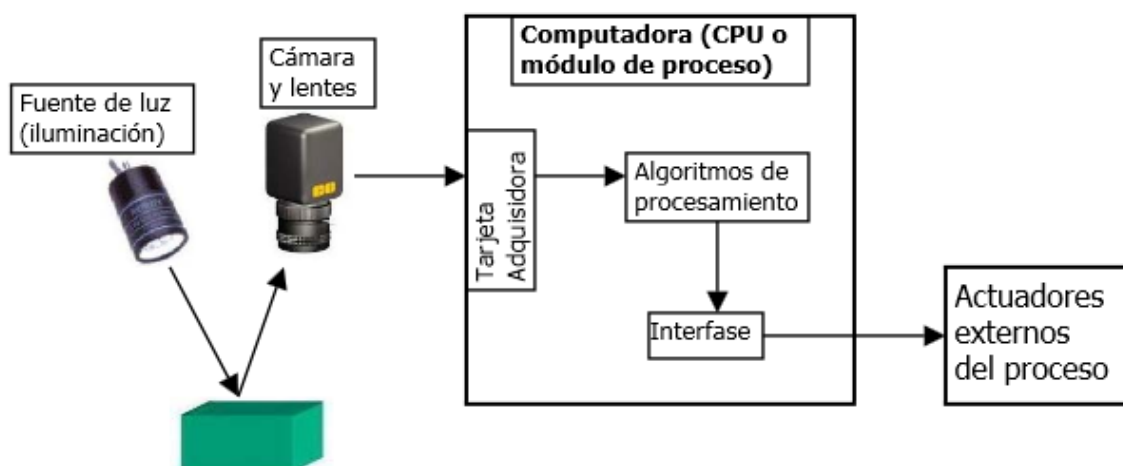 Fuente de luz
(iluminación)
Cámara
y lentes
Computadora (CPU o
módulo de proceso)
Tarjeta
Adquisidora
Algoritmos de
procesamiento
Interfase
Actuadores
externos
del proceso